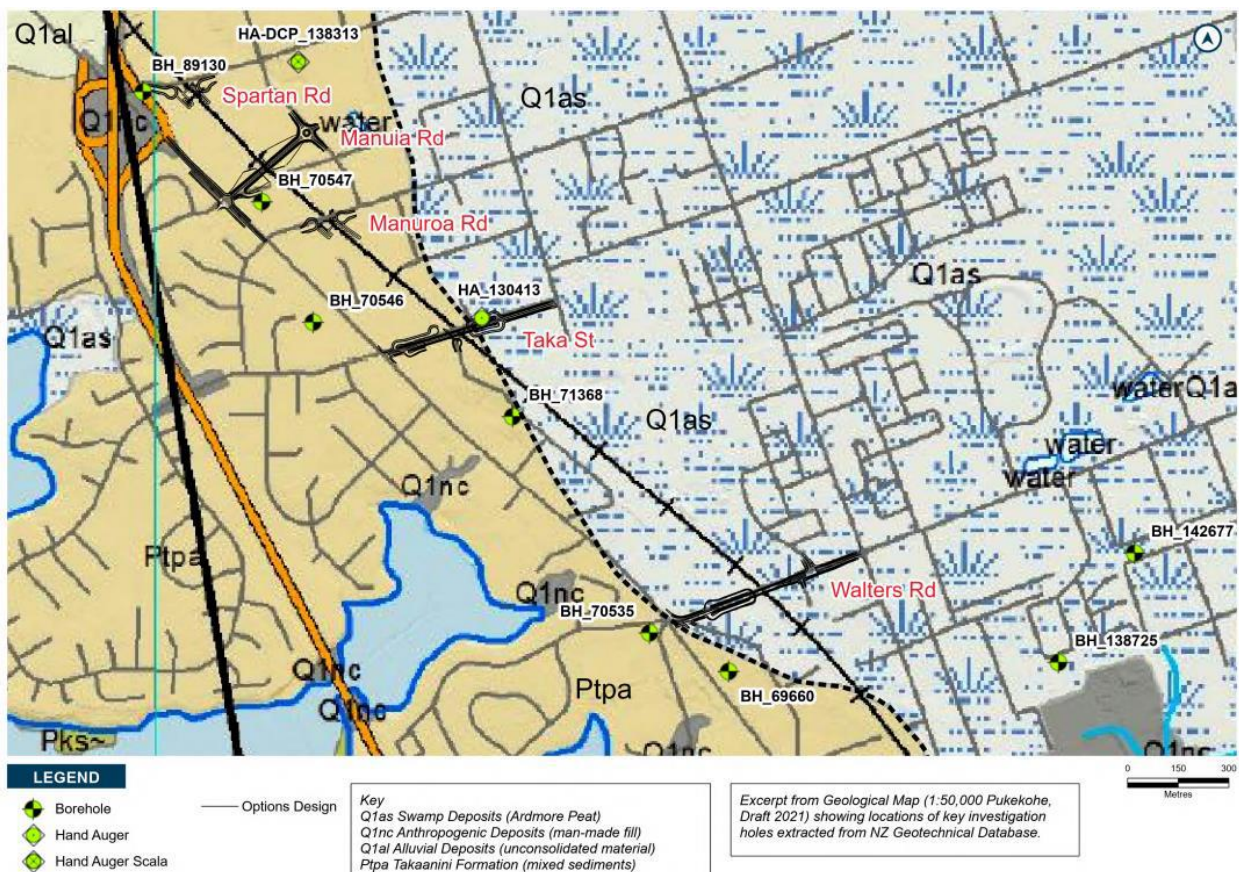 Q1al
HA-DCP_138313
BH_89130
Spartan Rd
Q1as
Q1nc
water
Manuia Rd
BH_70547
Manuroa Rd
Q1as
BH_70546
HA_130413
Q1as
Taka St
BH_71368
waterQ1a
Q1as
water
water
Q1nc
BH_142677
Ptpa
Q1nc
Walters Rd
BH_70535
BH_138725
Q1nc
Ptpa
Q1nc
BH_69660
Pks~
Q1nc
Q1nc
LEGEND
Borehole
Hand Auger
Hand Auger Scala
Options Design
Key
Q1as Swamp Deposits (Ardmore Peat)
Q1nc Anthropogenic Deposits (man-made fill)
Q1al Alluvial Deposits (unconsolidated material)
Ptpa Takaanini Formation (mixed sediments)
Excerpt from Geological Map (1:50,000 Pukekohe,
Draft 2021) showing locations of key investigation
holes extracted from NZ Geotechnical Database.
0 150 300
Metres